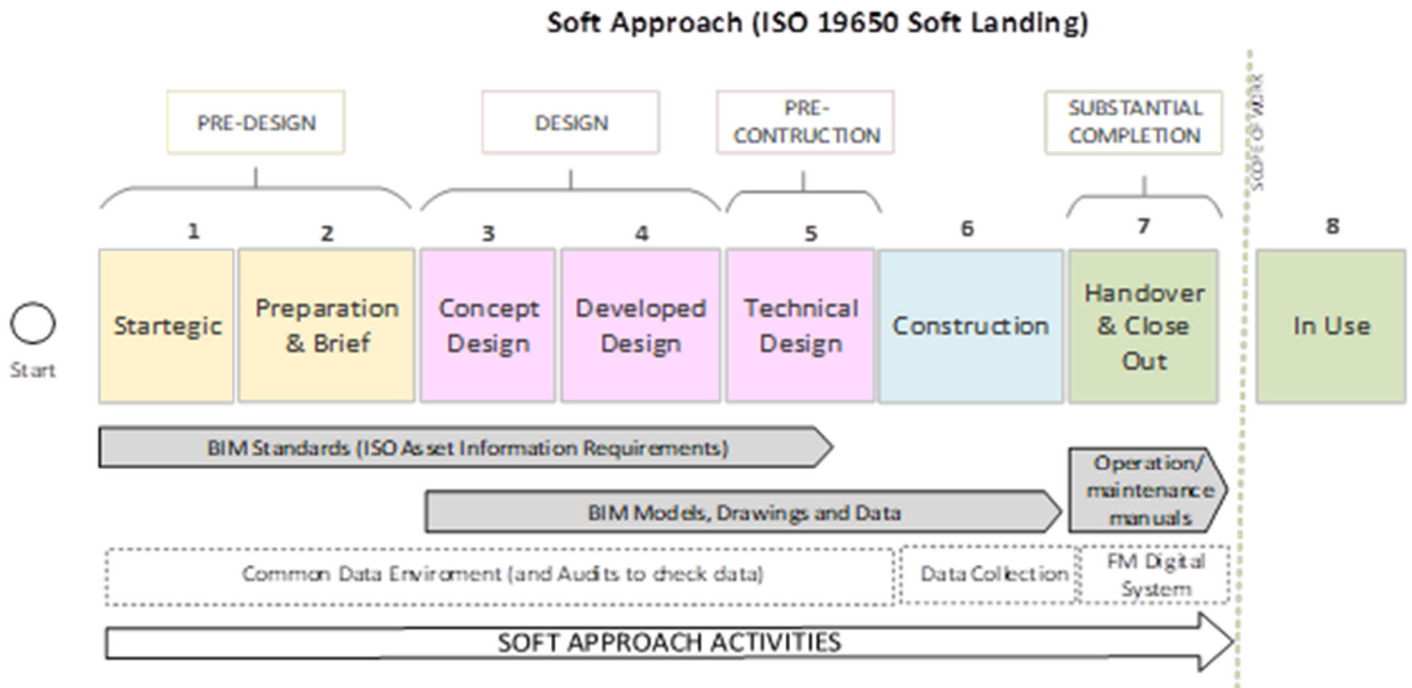 Soft Approach (ISO 19650 Soft Landing)
SCOPE OF WORK
PRE-DESIGN
DESIGN
PRE-
CONTRUCTION
SUBSTANTIAL
COMPLETION
1
2
3
4
5
6
7
8
Start
Startegic
Preparation
& Brief
Concept
Design
Developed
Design
Technical
Design
Construction
Handover
& Close
Out
In Use
BIM Standards (ISO Asset Information Requirements)
Operation/
maintenance
manuals
BIM Models, Drawings and Data
Common Data Enviroment (and Audits to check data)
Data Collection
FM Digital
System
SOFT APPROACH ACTIVITIES